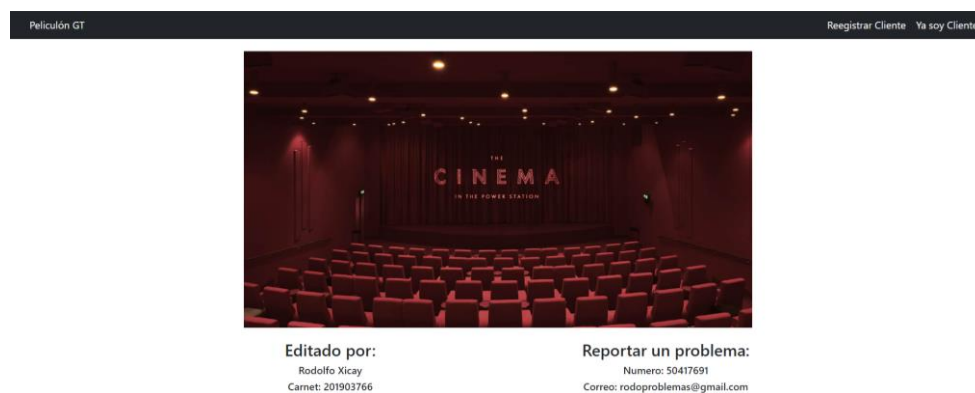 Peliculón GT
Reegistrar Cliente Ya soy Cliente
THE
CINEMA
IN THE POWER STATION
Editado por:
Rodolfo Xicay
Carnet: 201903766
Reportar un problema:
Numero: 50417691
Correo: rodoproblemas@gmail.com